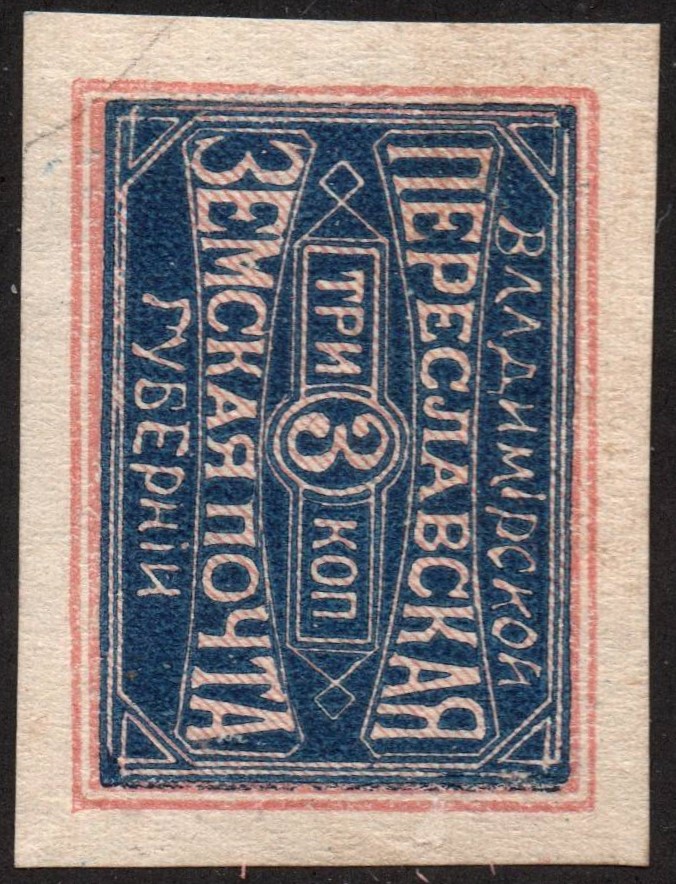 ВЛАДИМІРСКОЙ
ПЕРЕСЛАВСКАЯ
ТРИ 3 КОП.
ЗЕМСКАЯ ПОЧТА
ГУБЕРНІИ